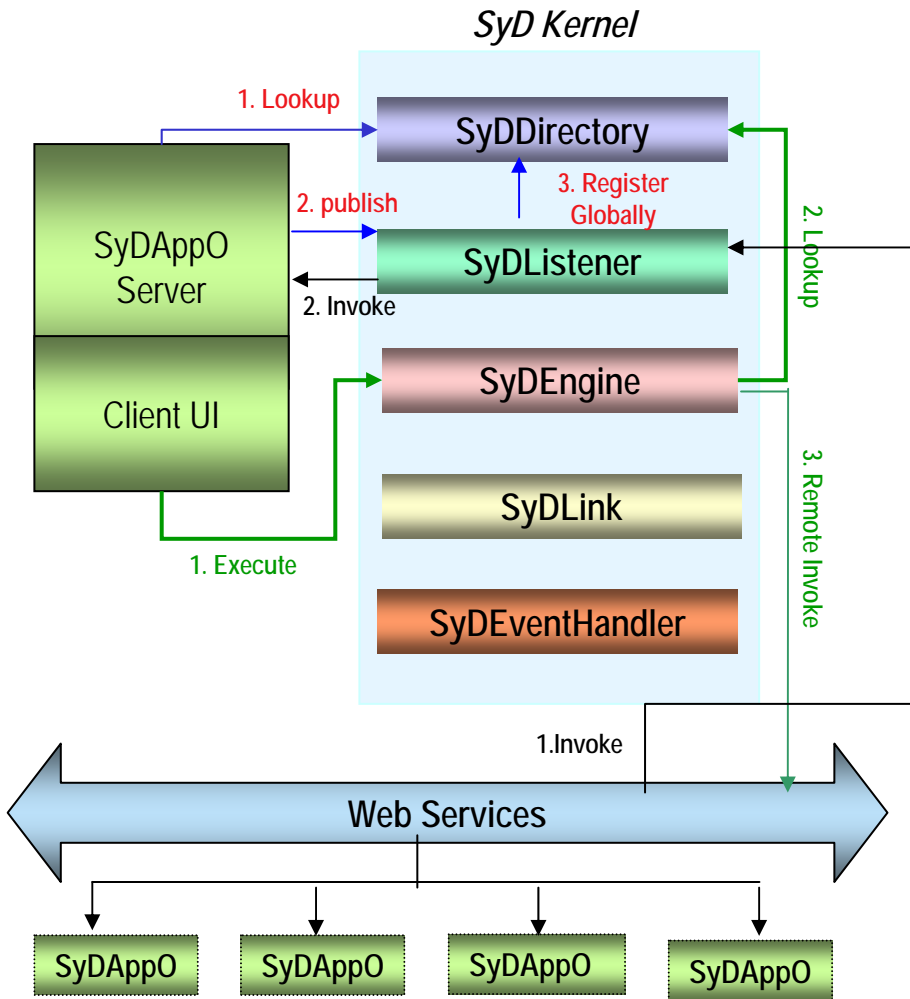 SyD Kernel
1. Lookup
SyDDirectory
3. Register
Globally
2. publish
SyDAppO
Server
SyDListener
2. Invoke
2. Lookup
SyDEngine
Client UI
3. Remote Invoke
SyDLink
1. Execute
SyDEventHandler
1.Invoke
Web Services
SyDAppO
SyDAppO
SyDAppO
SyDAppO